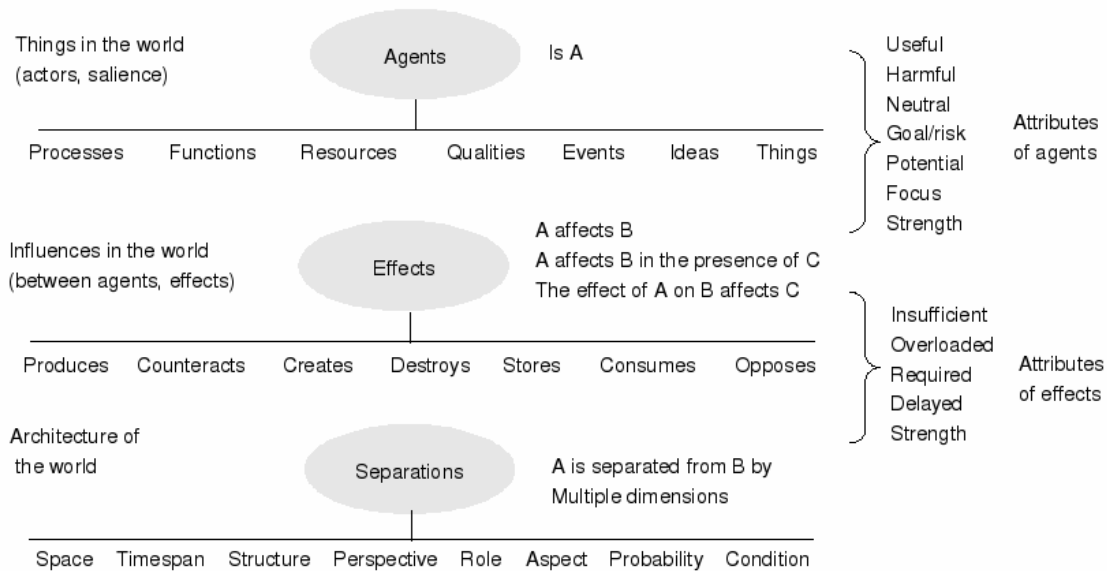 Things in the world
(actors, salience)
Agents
Is A
Processes Functions Resources Qualities Events Ideas Things
Useful
Harmful
Neutral
Goal/risk
Potential
Focus
Strength
Attributes
of agents
Influences in the world
(between agents, effects)
Effects
A affects B
A affects B in the presence of C
The effect of A on B affects C
Produces Counteracts Creates Destroys Stores Consumes Opposes
Insufficient
Overloaded
Required
Delayed
Strength
Attributes
of effects
Architecture of
the world
Separations
A is separated from B by
Multiple dimensions
Space Timespan Structure Perspective Role Aspect Probability Condition